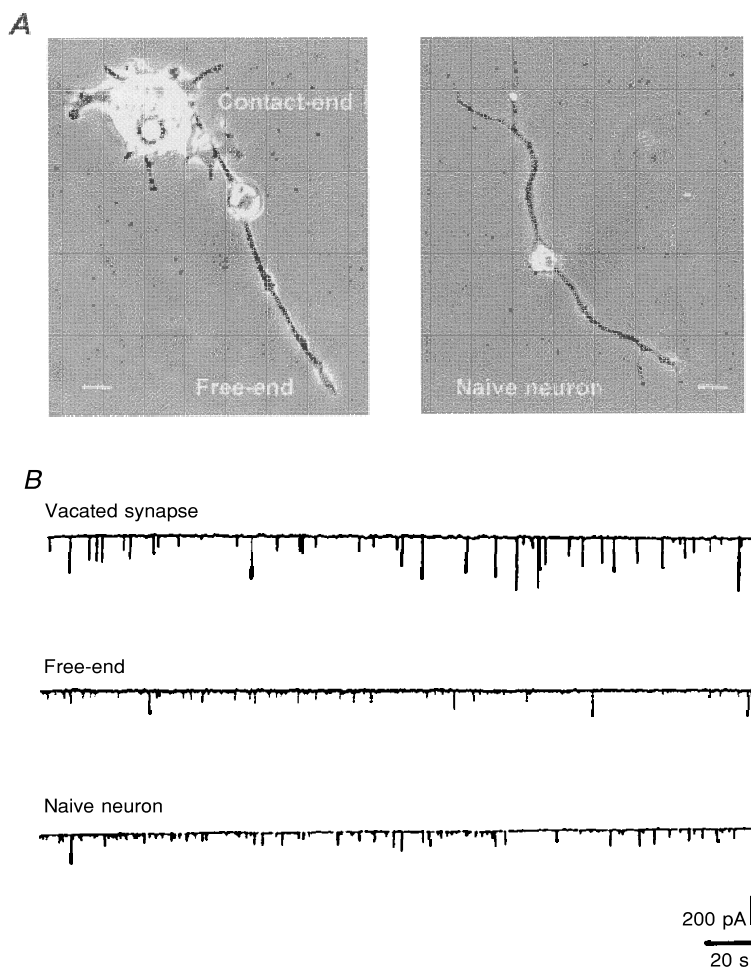 A
Contact-end
Free-end
Naive neuron
B
Vacated synapse
Free-end
Naive neuron
200 pA
20 s